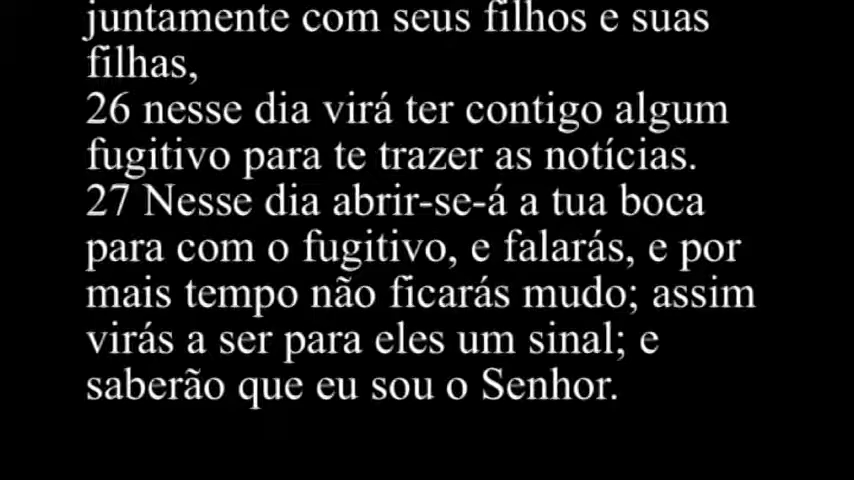 juntamente com seus filhos e suas
filhas,
26 nesse dia virá ter contigo algum
fugitivo para te trazer as notícias.
27 Nesse dia abrir-se-á a tua boca
para com o fugitivo, e falarás, e por
mais tempo não ficarás mudo; assim
virás a ser para eles um sinal; e
saberão que eu sou o Senhor.